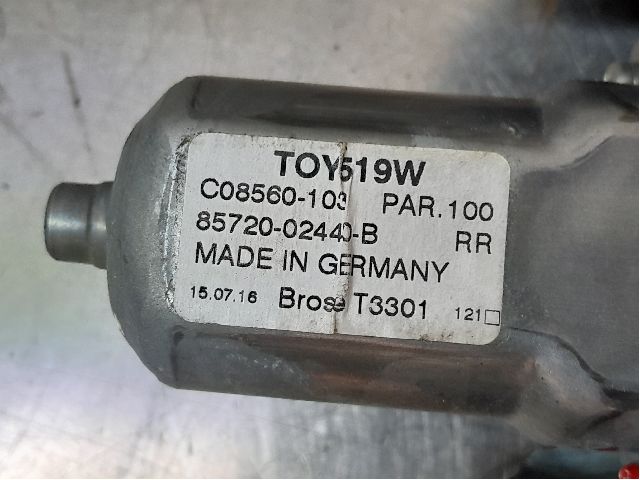 TOY519W
C08560-103 PAR.100
85720-02440-B RR
MADE IN GERMANY
15.07.16 Brose T3301 121